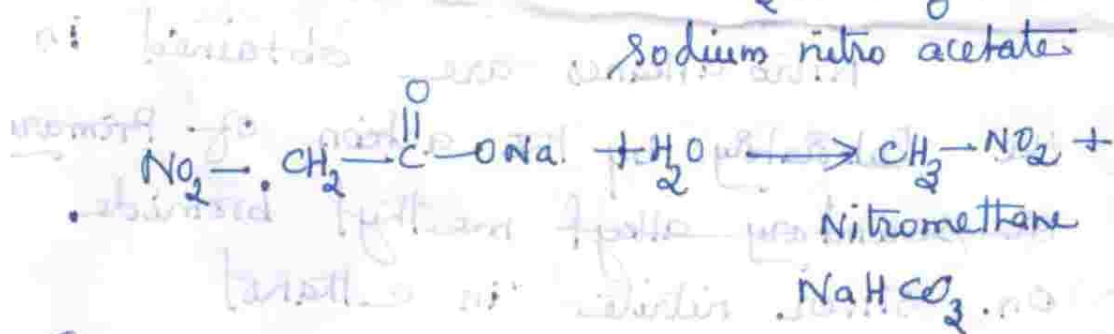 sodium nitro acetate
O
||
NO₂ — CH₂ — C — ONa. + H₂O ⟶ CH₃ — NO₂ +
Nitromethane
NaHCO₃.